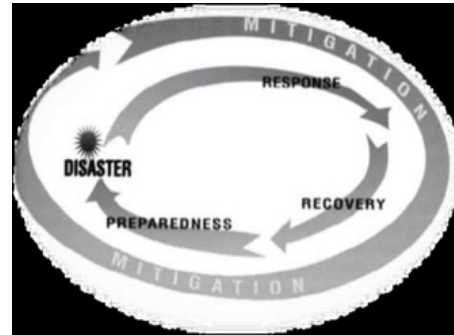 MITIGATION
RESPONSE
DISASTER
RECOVERY
PREPAREDNESS
MITIGATION